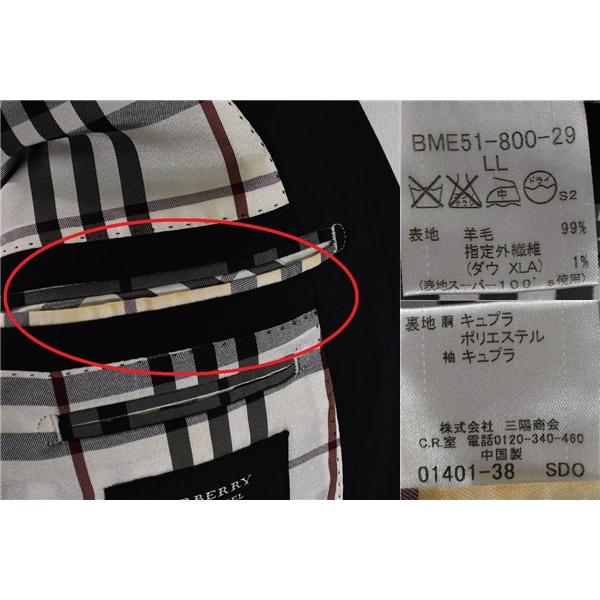 BME51-800-29
LL
中
ドライ
S2
表地 羊毛 99%
指定外繊維
(ダウ XLA) 1%
(表地スーパー100's使用)
裏地 胴 キュプラ
ポリエステル
袖 キュプラ
株式会社 三陽商会
C.R.室 電話0120-340-460
中国製
01401-38 SDO